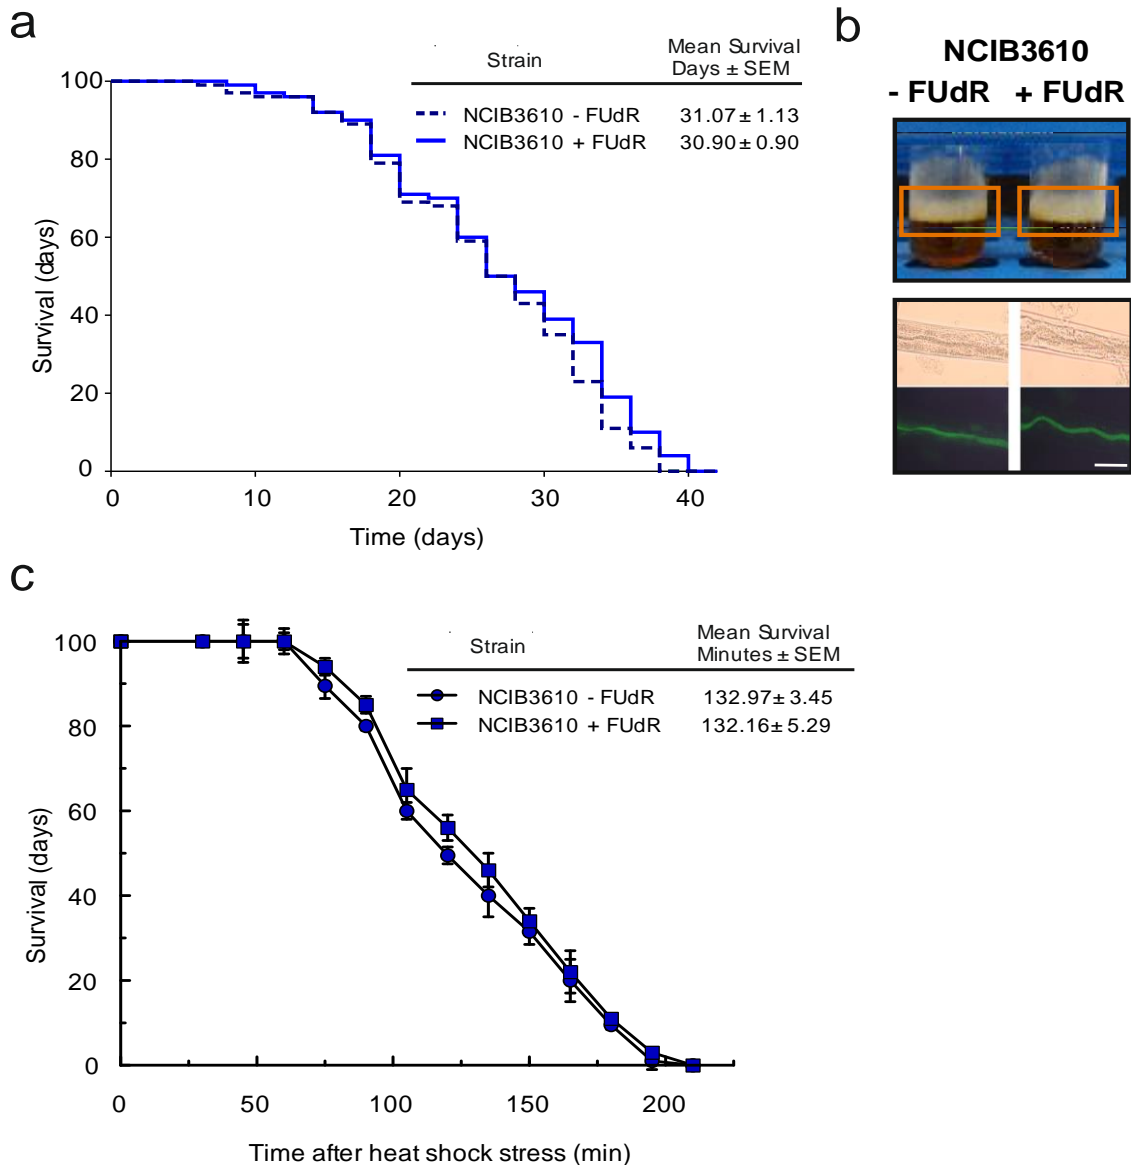 a
Strain
Mean Survival
Days ± SEM
NCIB3610 - FUdR 31.07 ± 1.13
NCIB3610 + FUdR 30.90 ± 0.90
100
80
60
40
20
0
Survival (days)
0 10 20 30 40
Time (days)
b
NCIB3610
- FUdR + FUdR
c
Strain
Mean Survival
Minutes ± SEM
NCIB3610 - FUdR 132.97 ± 3.45
NCIB3610 + FUdR 132.16 ± 5.29
100
80
60
40
20
0
Survival (days)
0 50 100 150 200
Time after heat shock stress (min)